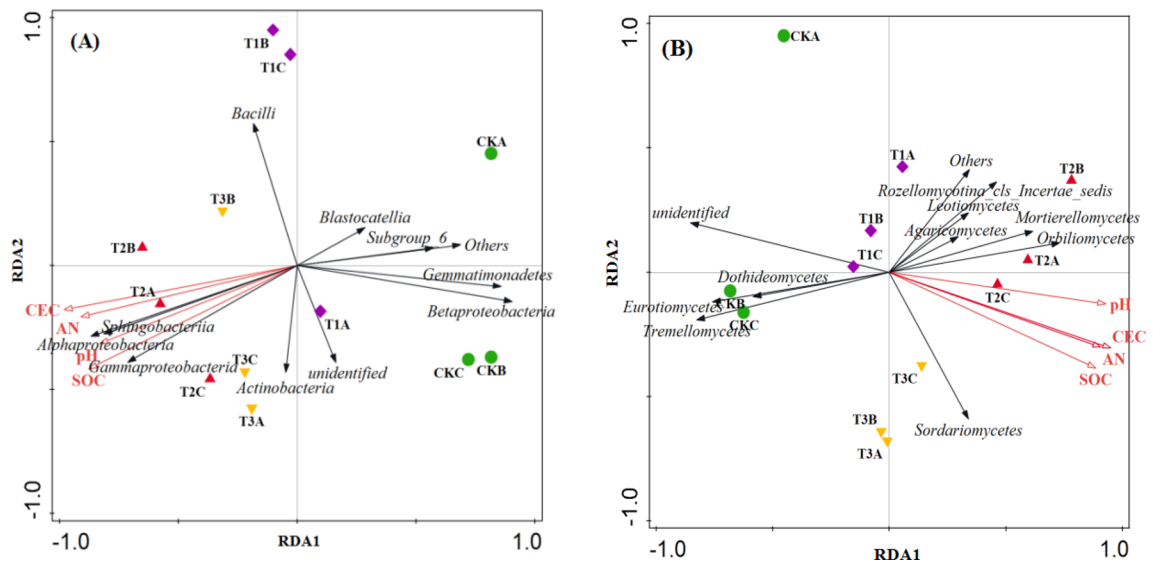 (A)
1.0
T1B
T1C
Bacilli
CKA
T3B
Blastocatellia
Subgroup_6
Others
T2B
RDA2
Gemmatimonadetes
T2A
CEC
Betaproteobacteria
AN
Sphingobacteriia
T1A
Alphaproteobacteria
pH
Gammaproteobacterid
T3C
unidentified
CKC
CKB
SOC
Actinobacteria
T2C
T3A
-1.0
-1.0
RDA1
1.0
(B)
1.0
CKA
T1A
Others
T2B
Rozellomycotina_cls_Incertae_sedis
unidentified
Leotiomycetes
T1B
Mortierellomycetes
Agaricomycetes
Orbiliomycetes
T1C
T2A
RDA2
Dothideomycetes
T2C
Eurotiomycetes
CKB
pH
Tremellomycetes
CKC
CEC
AN
SOC
T3C
T3B
Sordariomycetes
T3A
-1.0
-1.0
RDA1
1.0